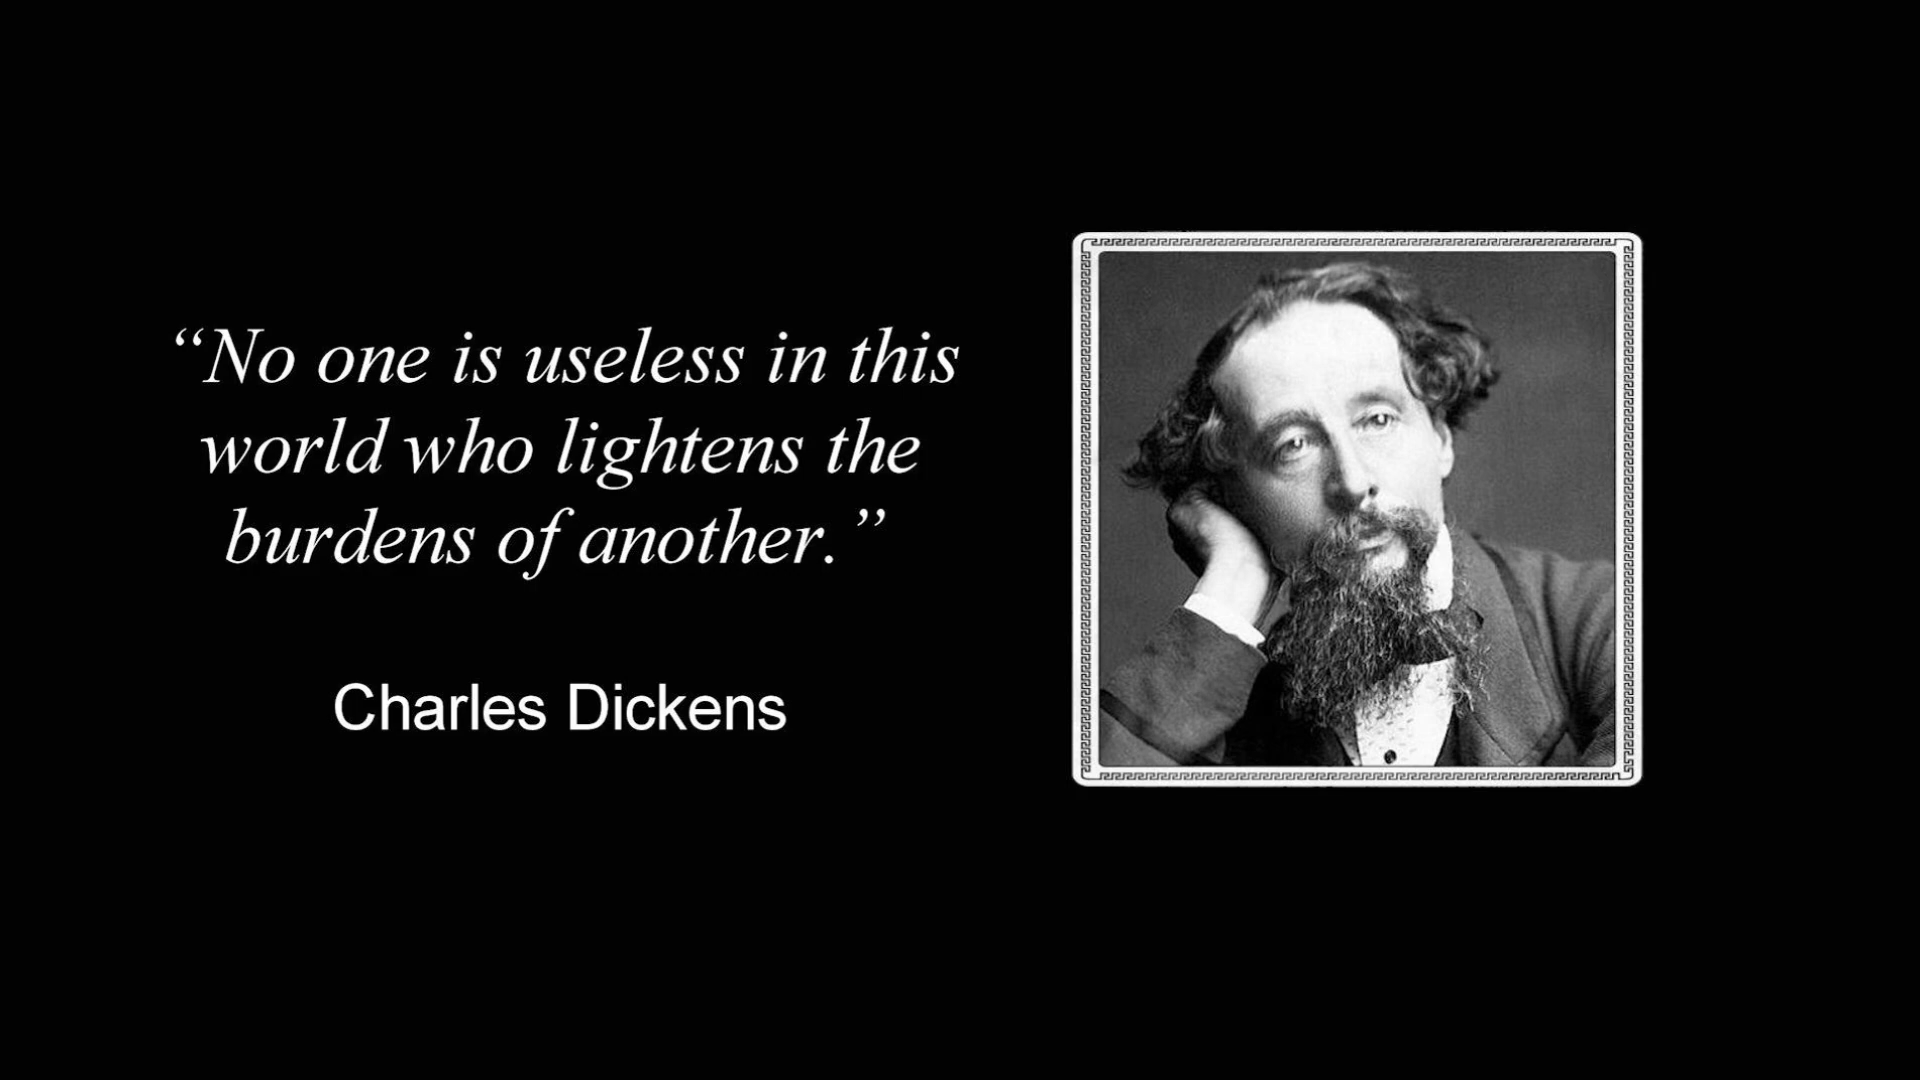 “No one is useless in this
world who lightens the
burdens of another.”
Charles Dickens